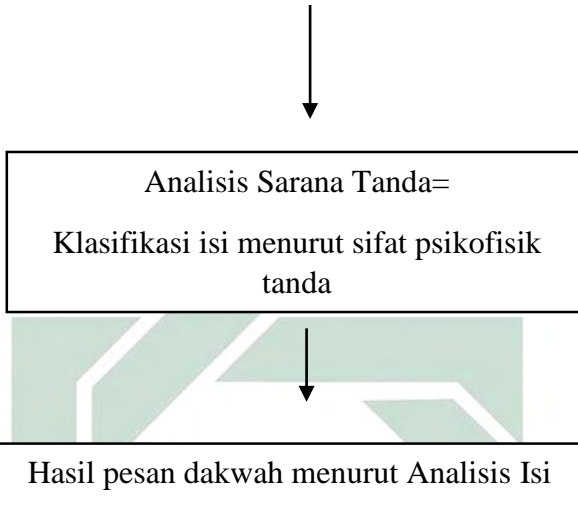 Analisis Sarana Tanda=
Klasifikasi isi menurut sifat psikofisik
tanda
Hasil pesan dakwah menurut Analisis Isi